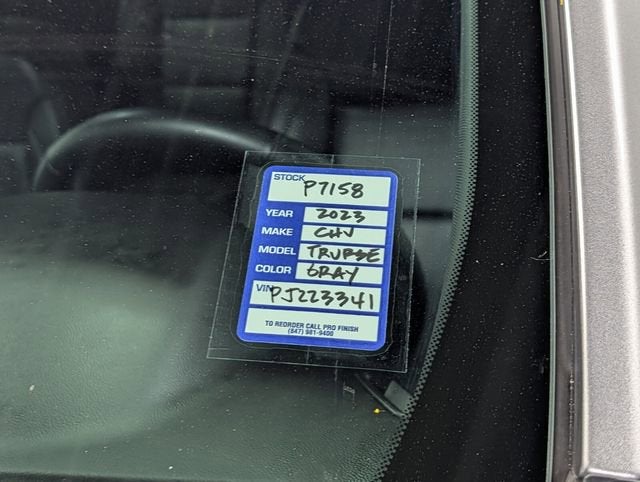 STOCK P7158
YEAR 2023
MAKE CHV
MODEL TRVRSE
COLOR GRAY
VIN PJ223341
TO REORDER CALL PRO FINISH
(847) 981-9400